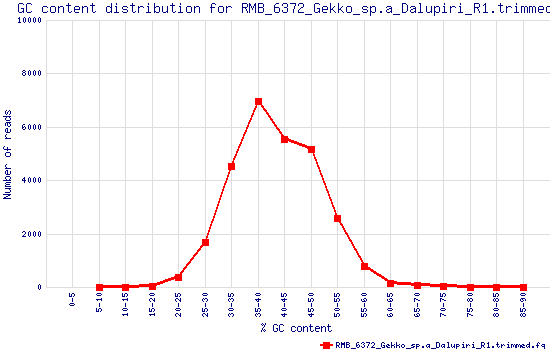 GC content distribution for RMB_6372_Gekko_sp.a_Dalupiri_R1.trimmed
Number of reads
10000
8000
6000
4000
2000
0
0-5 5-10 10-15 15-20 20-25 25-30 30-35 35-40 40-45 45-50 50-55 55-60 60-65 65-70 70-75 75-80 80-85 85-90
% GC content
RMB_6372_Gekko_sp.a_Dalupiri_R1.trimmed.fq